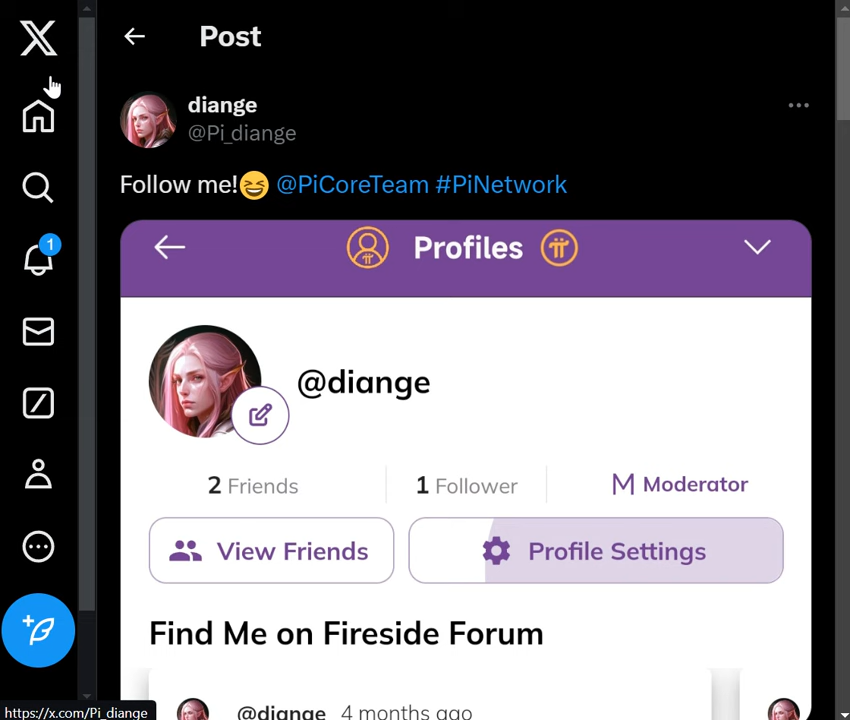 Post
diange
@Pi_diange
Follow me!😆 @PiCoreTeam #PiNetwork
1
Profiles
@diange
2 Friends
1 Follower
M Moderator
View Friends
Profile Settings
Find Me on Fireside Forum
@diange 4 months ago
https://x.com/Pi_diange